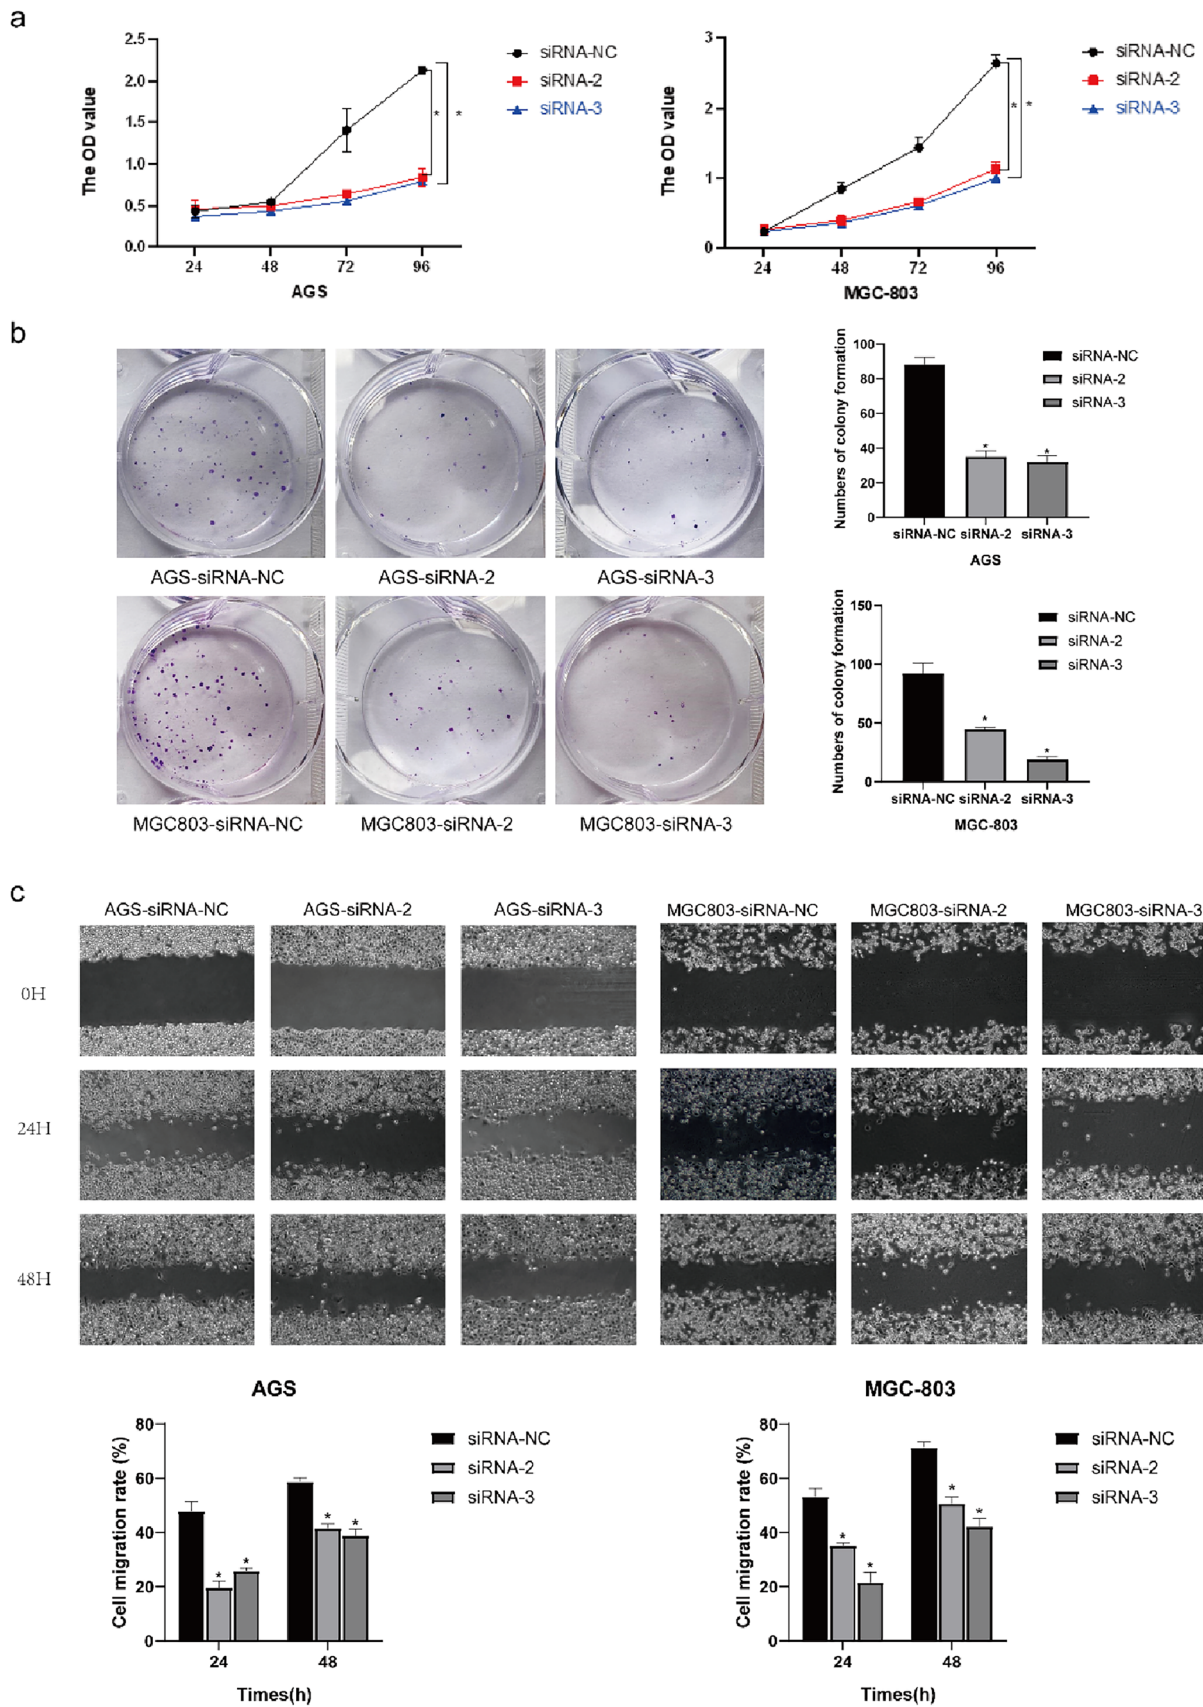 a
2.5
2.0
1.5
1.0
0.5
0.0
The OD value
24 48 72 96
AGS
siRNA-NC
siRNA-2
siRNA-3
*
*
3
2
1
0
The OD value
24 48 72 96
MGC-803
siRNA-NC
siRNA-2
siRNA-3
*
*
b
AGS-siRNA-NC
AGS-siRNA-2
AGS-siRNA-3
MGC803-siRNA-NC
MGC803-siRNA-2
MGC803-siRNA-3
Numbers of colony formation
100
80
60
40
20
0
*
*
siRNA-NC siRNA-2 siRNA-3
AGS
siRNA-NC
siRNA-2
siRNA-3
Numbers of colony formation
150
100
50
0
*
*
siRNA-NC siRNA-2 siRNA-3
MGC-803
siRNA-NC
siRNA-2
siRNA-3
c
AGS-siRNA-NC
AGS-siRNA-2
AGS-siRNA-3
MGC803-siRNA-NC
MGC803-siRNA-2
MGC803-siRNA-3
0H
24H
48H
AGS
Cell migration rate (%)
80
60
40
20
0
*
*
*
*
24 48
Times(h)
siRNA-NC
siRNA-2
siRNA-3
MGC-803
Cell migration rate (%)
80
60
40
20
0
*
*
*
*
24 48
Times(h)
siRNA-NC
siRNA-2
siRNA-3